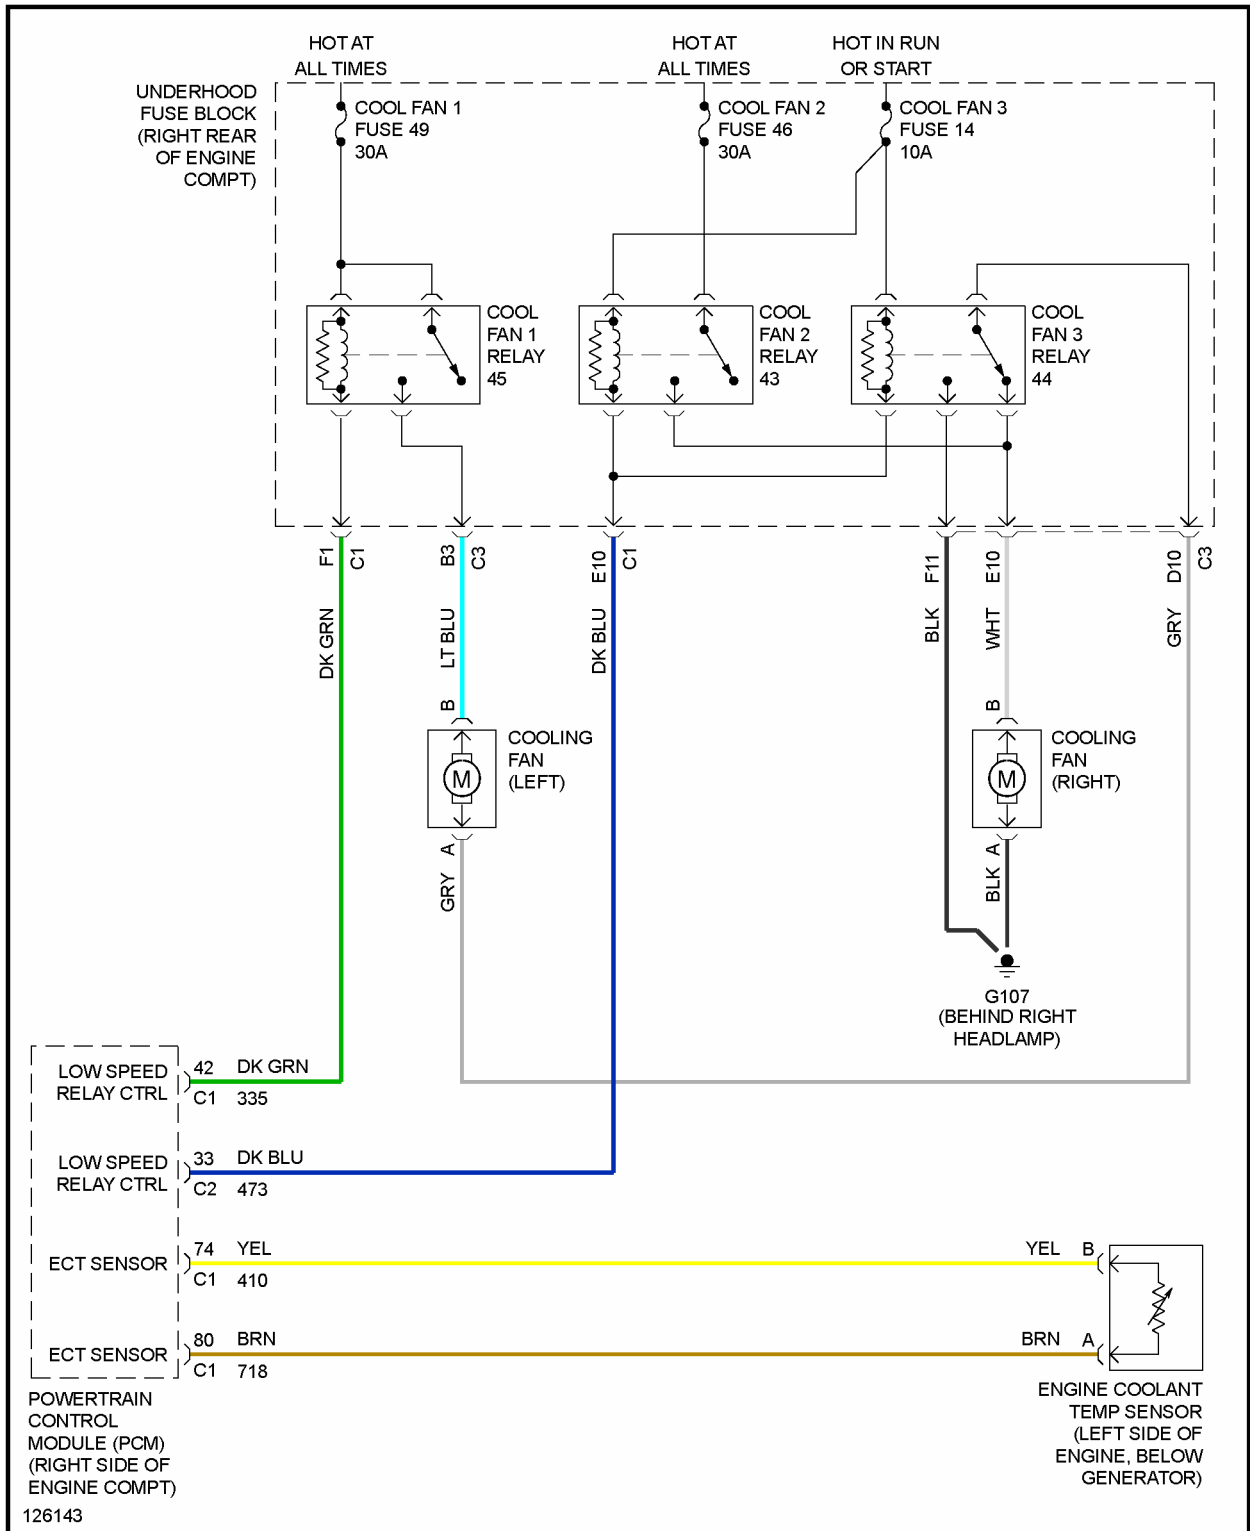 HOT AT
ALL TIMES
HOT AT
ALL TIMES
HOT IN RUN
OR START
UNDERHOOD
FUSE BLOCK
(RIGHT REAR
OF ENGINE
COMPT)
COOL FAN 1
FUSE 49
30A
COOL FAN 2
FUSE 46
30A
COOL FAN 3
FUSE 14
10A
COOL
FAN 1
RELAY
45
COOL
FAN 2
RELAY
43
COOL
FAN 3
RELAY
44
F1
C1
B3
C3
E10
C1
F11
E10
D10
C3
DK GRN
LT BLU
DK BLU
BLK
WHT
GRY
B
B
COOLING
FAN
(LEFT)
M
COOLING
FAN
(RIGHT)
M
A
GRY
A
BLK
G107
(BEHIND RIGHT
HEADLAMP)
LOW SPEED
RELAY CTRL
42
DK GRN
C1
335
LOW SPEED
RELAY CTRL
33
DK BLU
C2
473
ECT SENSOR
74
YEL
C1
410
YEL
B
ECT SENSOR
80
BRN
C1
718
BRN
A
POWERTRAIN
CONTROL
MODULE (PCM)
(RIGHT SIDE OF
ENGINE COMPT)
ENGINE COOLANT
TEMP SENSOR
(LEFT SIDE OF
ENGINE, BELOW
GENERATOR)
126143